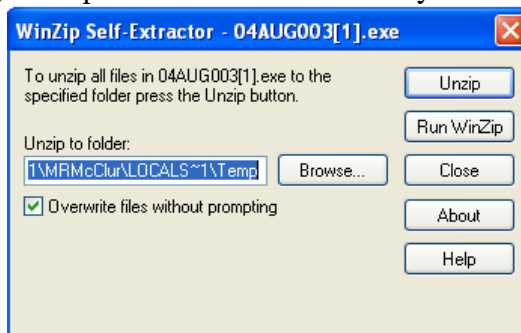 WinZip Self-Extractor - 04AUG003[1].exe
To unzip all files in 04AUG003[1].exe to the
specified folder press the Unzip button.
Unzip to folder:
1\MRMcClur\LOCALS~1\Temp
Browse...
Overwrite files without prompting
Unzip
Run WinZip
Close
About
Help